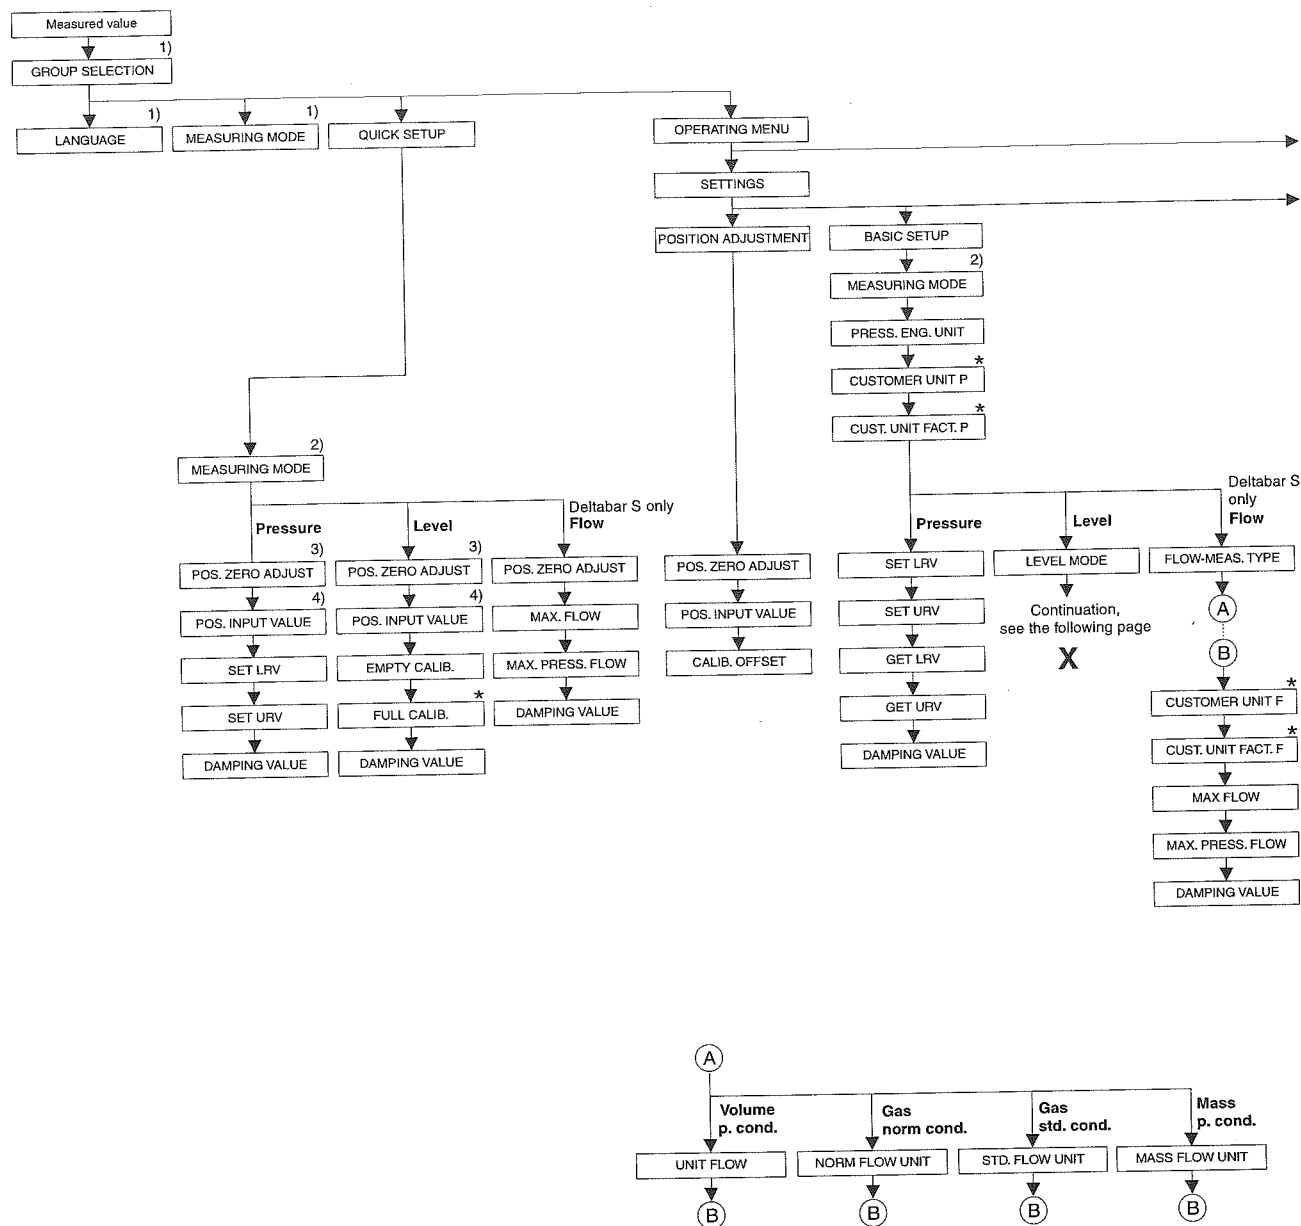 Measured value
1)
GROUP SELECTION
1)
LANGUAGE
1)
MEASURING MODE
QUICK SETUP
OPERATING MENU
SETTINGS
POSITION ADJUSTMENT
BASIC SETUP
2)
MEASURING MODE
PRESS. ENG. UNIT
*
CUSTOMER UNIT P
*
CUST. UNIT FACT. P
2)
MEASURING MODE
Pressure
3)
POS. ZERO ADJUST
4)
POS. INPUT VALUE
SET LRV
SET URV
DAMPING VALUE
Level
3)
POS. ZERO ADJUST
4)
POS. INPUT VALUE
EMPTY CALIB.
*
FULL CALIB.
DAMPING VALUE
Deltabar S only
Flow
POS. ZERO ADJUST
MAX. FLOW
MAX. PRESS. FLOW
DAMPING VALUE
POS. ZERO ADJUST
POS. INPUT VALUE
CALIB. OFFSET
Pressure
SET LRV
SET URV
GET LRV
GET URV
DAMPING VALUE
Level
LEVEL MODE
Continuation,
see the following page
X
Deltabar S
only
Flow
FLOW-MEAS. TYPE
A
B
*
CUSTOMER UNIT F
*
CUST. UNIT FACT. F
MAX FLOW
MAX. PRESS. FLOW
DAMPING VALUE
A
Volume
p. cond.
UNIT FLOW
B
Gas
norm cond.
NORM FLOW UNIT
B
Gas
std. cond.
STD. FLOW UNIT
B
Mass
p. cond.
MASS FLOW UNIT
B